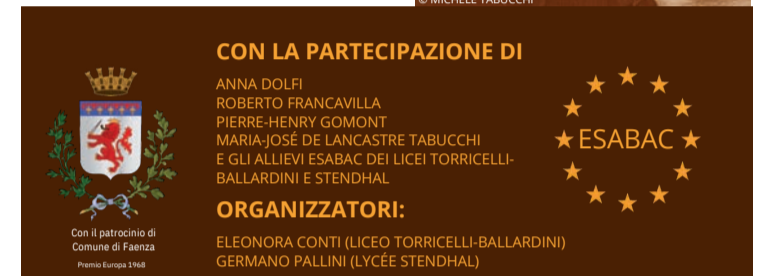 © MICHELE TABUCCHI
CON LA PARTECIPAZIONE DI
ANNA DOLFI
ROBERTO FRANCAVILLA
PIERRE-HENRY GOMONT
MARIA-JOSÉ DE LANCASTRE TABUCCHI
E GLI ALLIEVI ESABAC DEI LICEI TORRICELLI-
BALLARDINI E STENDHAL
ORGANIZZATORI:
ELEONORA CONTI (LICEO TORRICELLI-BALLARDINI)
GERMANO PALLINI (LYCÉE STENDHAL)
Con il patrocinio di
Comune di Faenza
Premio Europa 1968
ESABAC